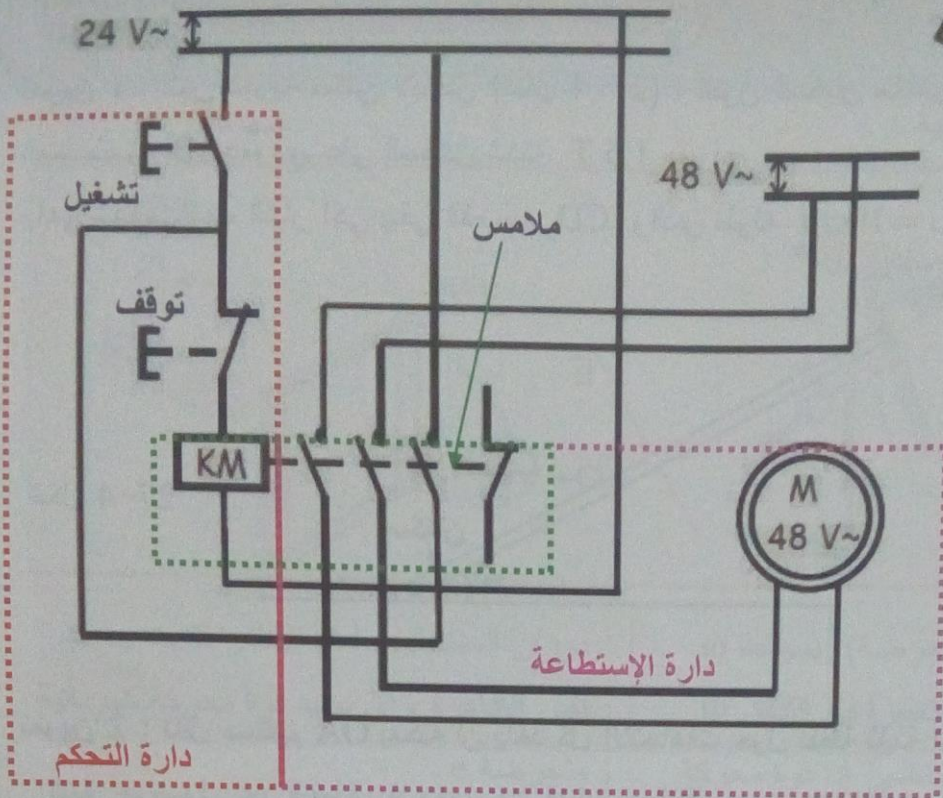 24 V~
48 V~
تشغيل
ملامس
توقف
KM
M
48 V~
دارة الإستطاعة
دارة التحكم